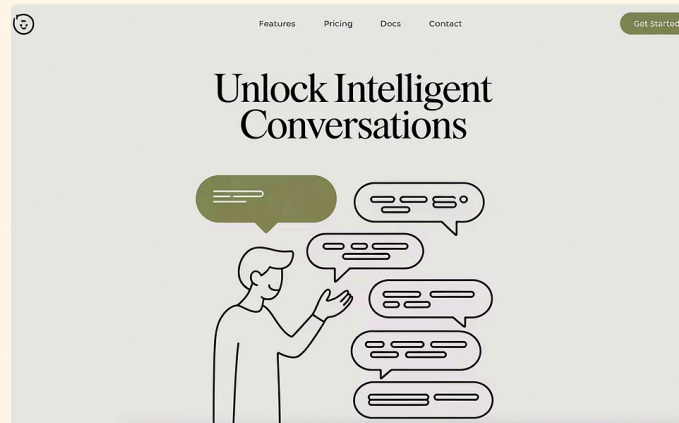 Features Pricing Docs Contact Get Started
Unlock Intelligent
Conversations